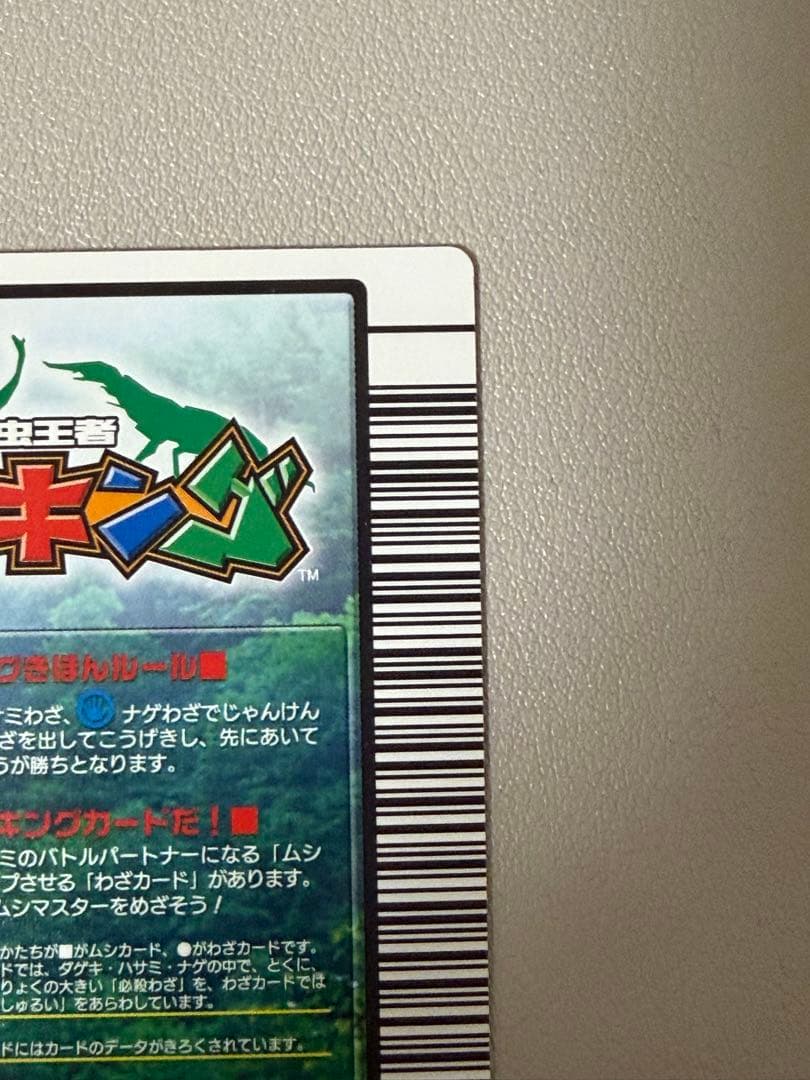 虫王者
キング
TM
グきほんルール■
サミわざ、 ナゲわざでじゃんけん
ざを出してこうげきし、先にあいて
うが勝ちとなります。
キングカードだ！■
ミのバトルパートナーになる「ムシ
プさせる「わざカード」があります。
ムシマスターをめざそう！
かたちが■がムシカード、●がわざカードです。
ドでは、ダゲキ・ハサミ・ナゲの中で、とくに、
りょくの大きい「必殺わざ」を、わざカードでは
しゅるい」をあらわしています。
ドにはカードのデータがきろくされています。